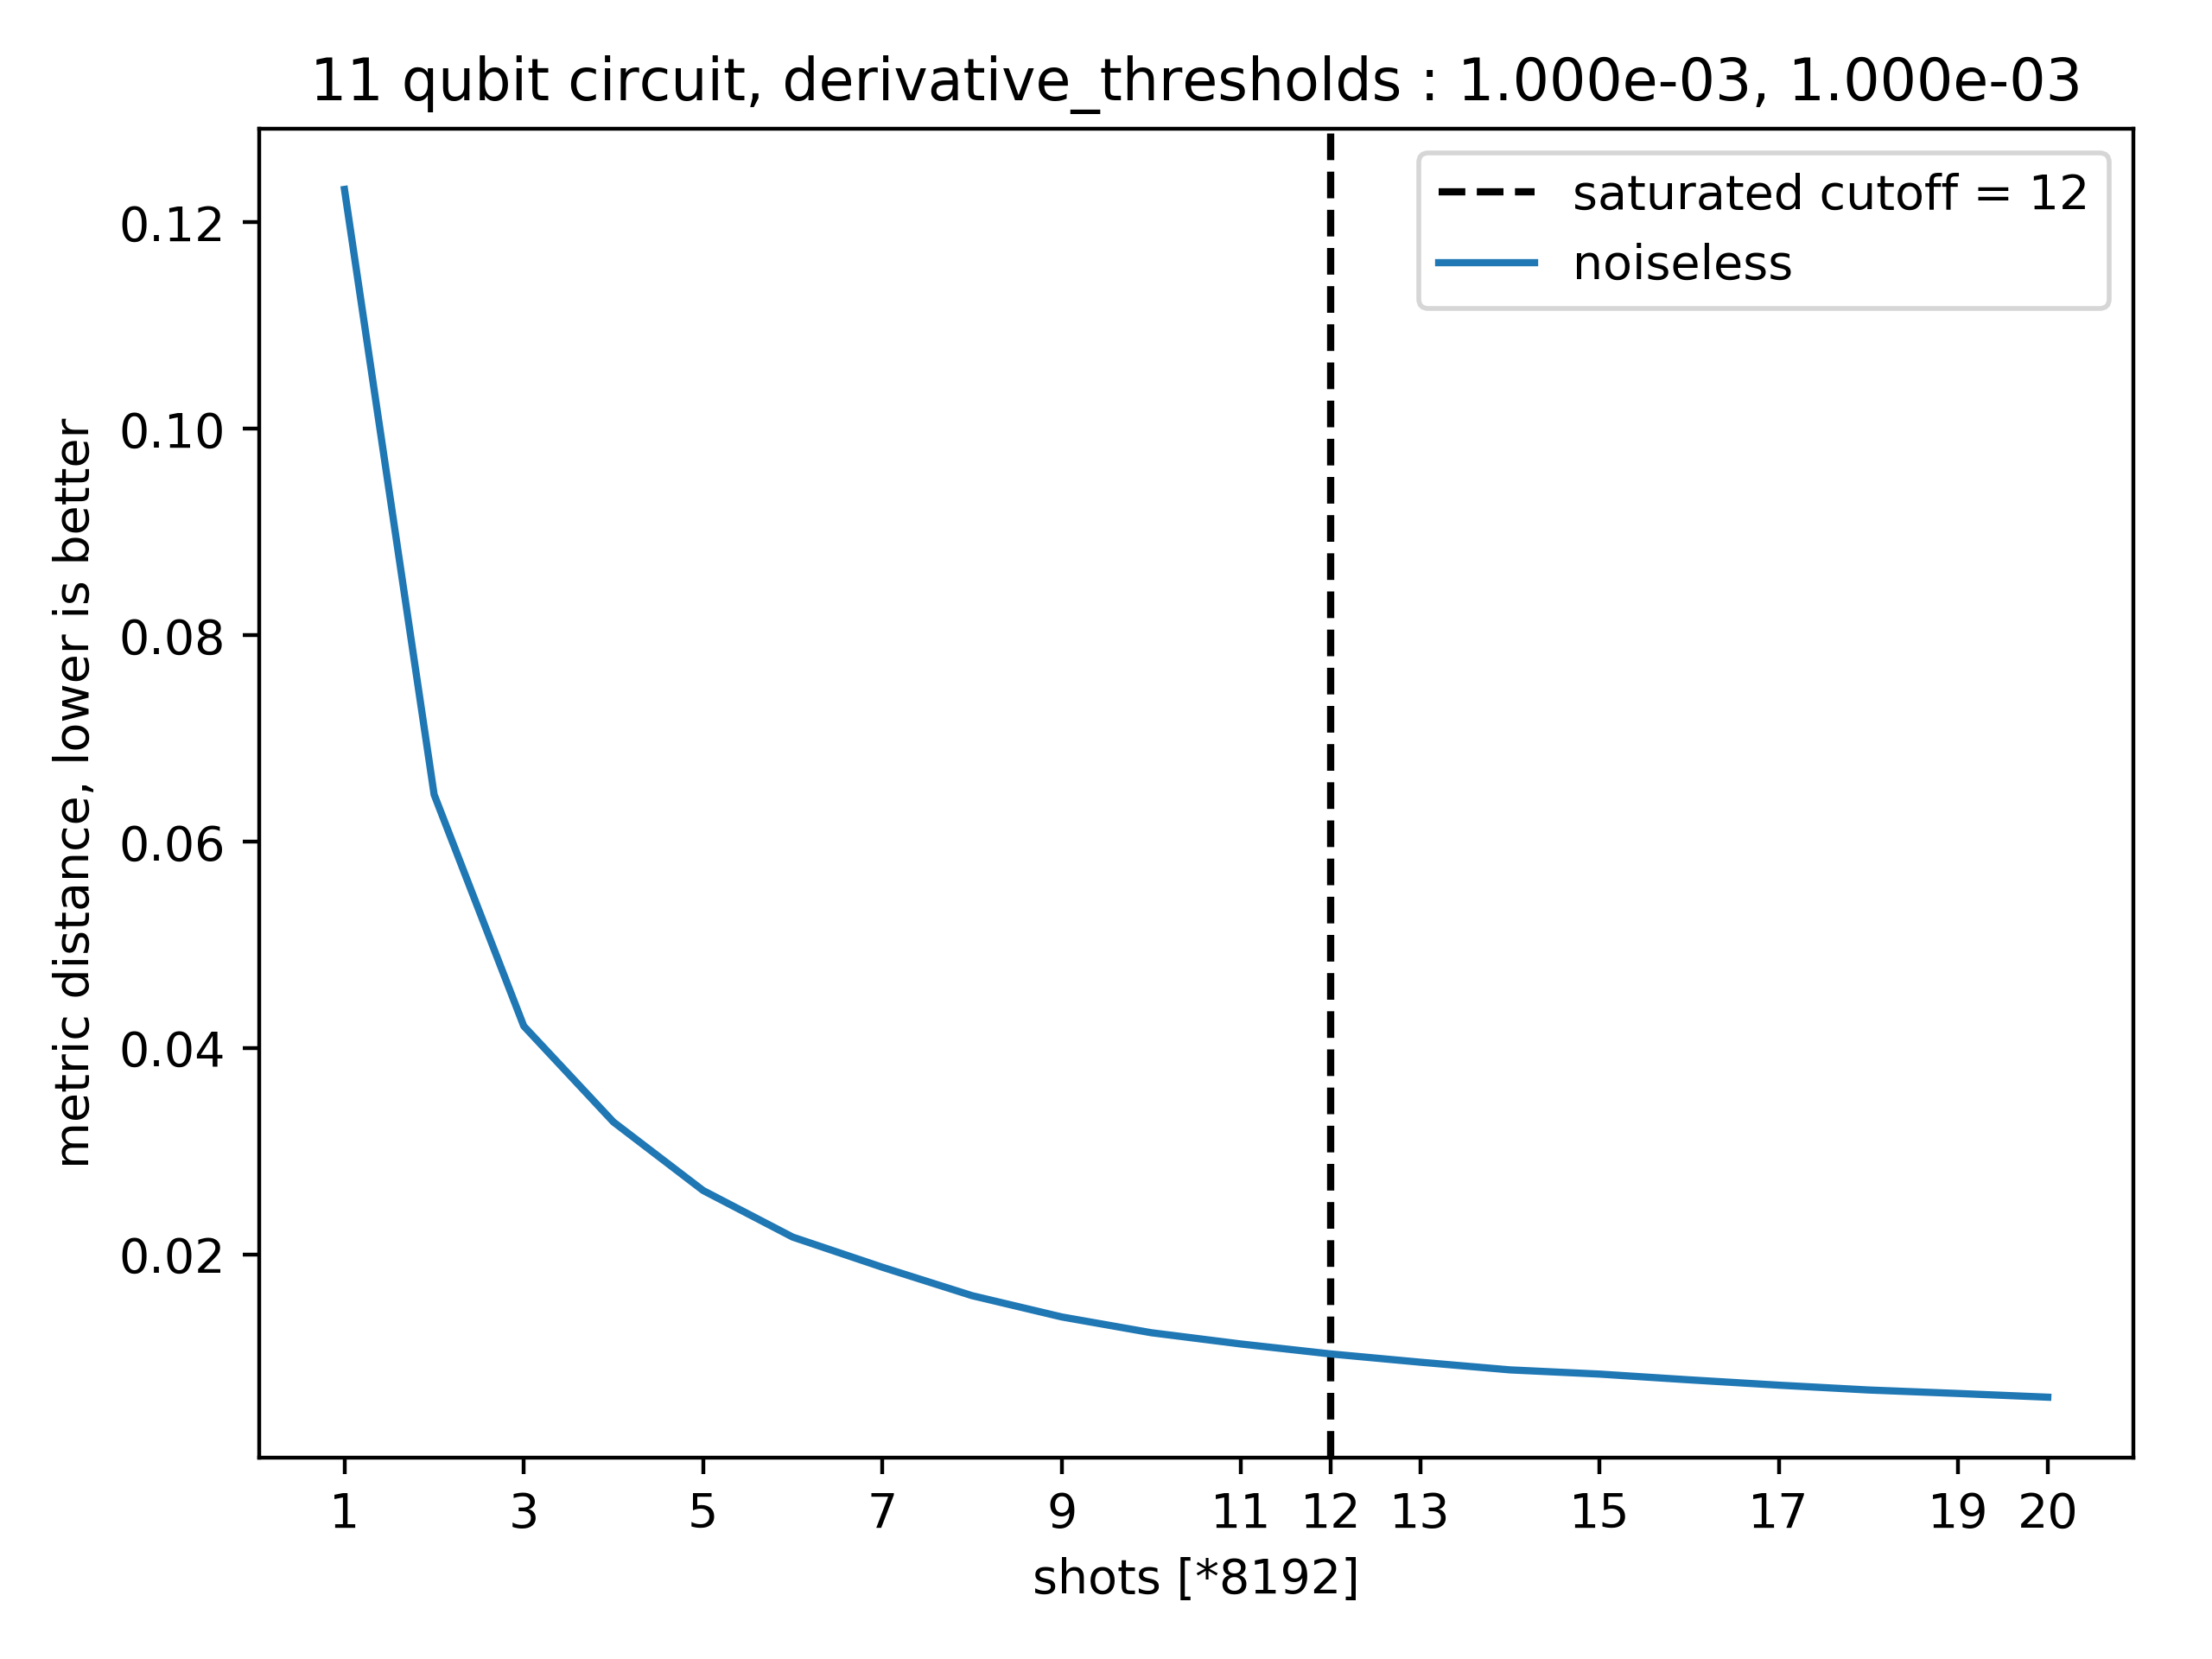 11 qubit circuit, derivative_thresholds : 1.000e-03, 1.000e-03
saturated cutoff = 12
noiseless
metric distance, lower is better
0.12
0.10
0.08
0.06
0.04
0.02
1 3 5 7 9 11 12 13 15 17 19 20
shots [*8192]